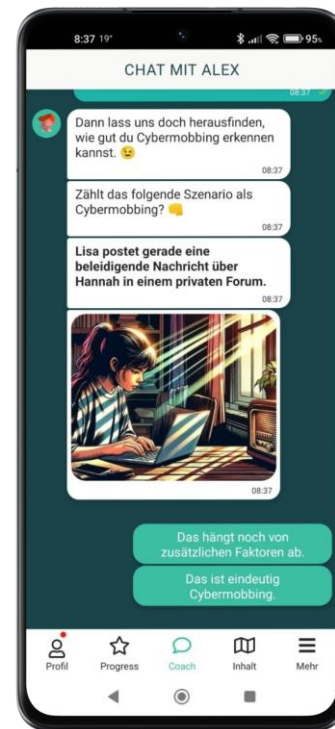 8:37 19°
95%
CHAT MIT ALEX
08:37
Dann lass uns doch herausfinden,
wie gut du Cybermobbing erkennen
kannst. 😉
08:37
Zählt das folgende Szenario als
Cybermobbing? 👊
08:37
Lisa postet gerade eine
beleidigende Nachricht über
Hannah in einem privaten Forum.
08:37
08:37
Das hängt noch von
zusätzlichen Faktoren ab.
Das ist eindeutig
Cybermobbing.
Profil Progress Coach Inhalt Mehr